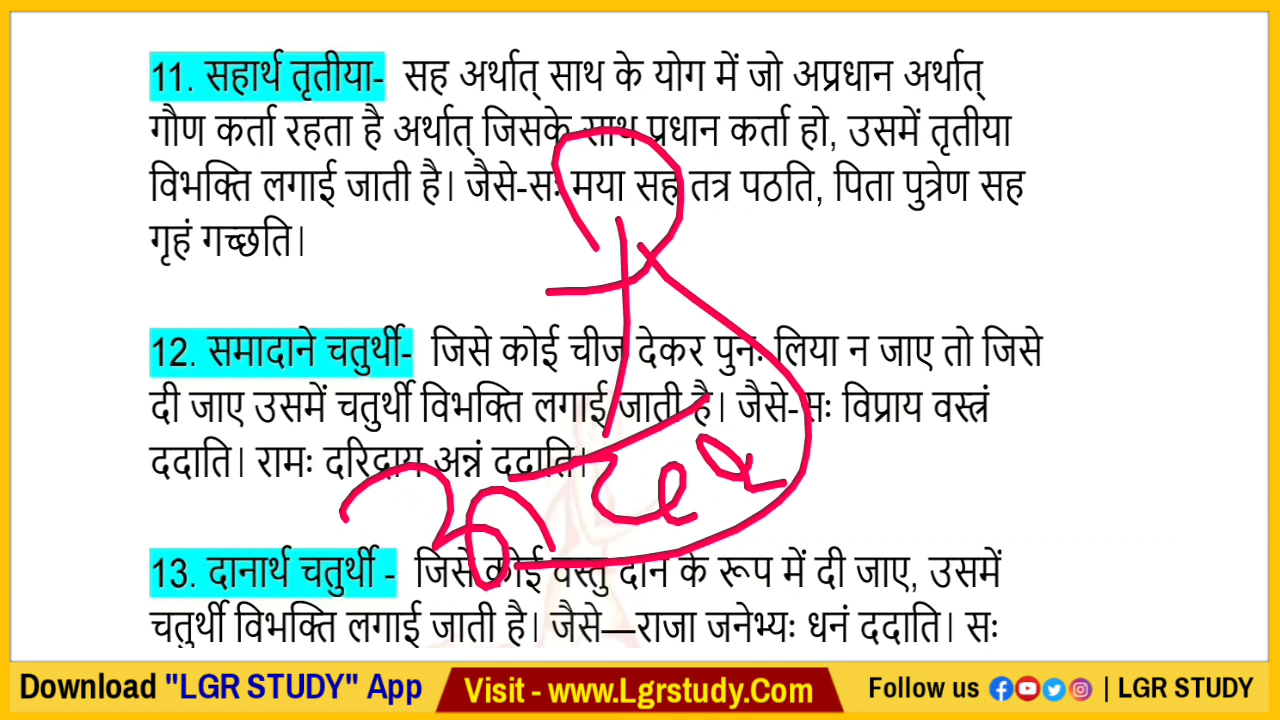 11. सहार्थ तृतीया- सह अर्थात् साथ के योग में जो अप्रधान अर्थात्
गौण कर्ता रहता है अर्थात् जिसके साथ प्रधान कर्ता हो, उसमें तृतीया
विभक्ति लगाई जाती है। जैसे-सः मया सह तत्र पठति, पिता पुत्रेण सह
गृहं गच्छति।
12. समादाने चतुर्थी- जिसे कोई चीज देकर पुनः लिया न जाए तो जिसे
दी जाए उसमें चतुर्थी विभक्ति लगाई जाती है। जैसे-सः विप्राय वस्त्रं
ददाति। रामः दरिद्राय अन्नं ददाति।
13. दानार्थ चतुर्थी - जिसे कोई वस्तु दान के रूप में दी जाए, उसमें
चतुर्थी विभक्ति लगाई जाती है। जैसे—राजा जनेभ्यः धनं ददाति। सः
Download "LGR STUDY" App Visit - www.Lgrstudy.Com Follow us | LGR STUDY